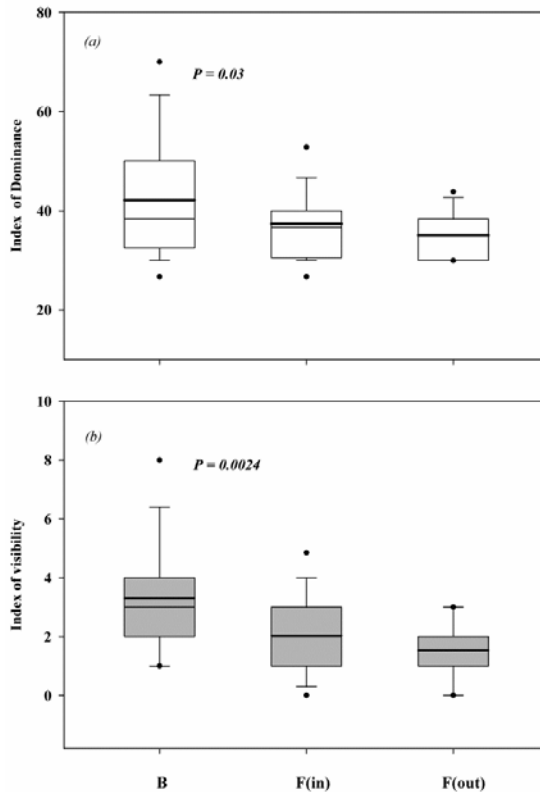 80
(a)
P = 0.03
60
Index of Dominance
40
20
10
(b)
8
P = 0.0024
6
Index of visibility
4
2
0
B F(in) F(out)